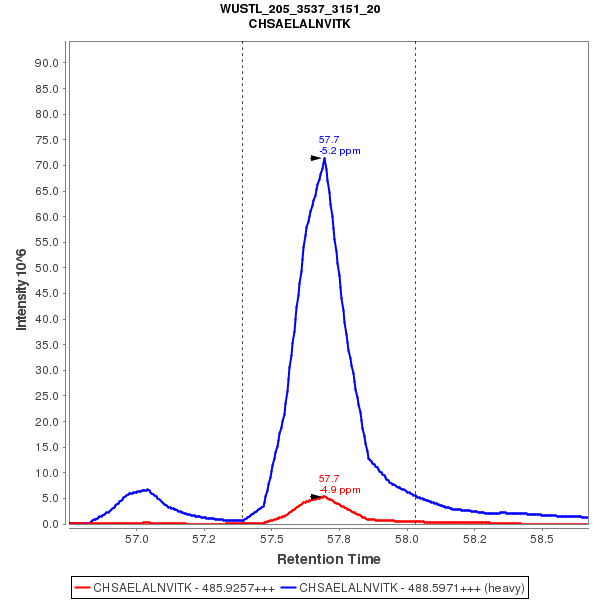 WUSTL_205_3537_3151_20
CHSAELALNVITK
Intensity 10^6
90.0
85.0
80.0
75.0
70.0
65.0
60.0
55.0
50.0
45.0
40.0
35.0
30.0
25.0
20.0
15.0
10.0
5.0
0.0
57.7
-5.2 ppm
57.7
-4.9 ppm
57.0 57.2 57.5 57.8 58.0 58.2 58.5
Retention Time
CHSAELALNVITK - 485.9257+++ CHSAELALNVITK - 488.5971+++ (heavy)